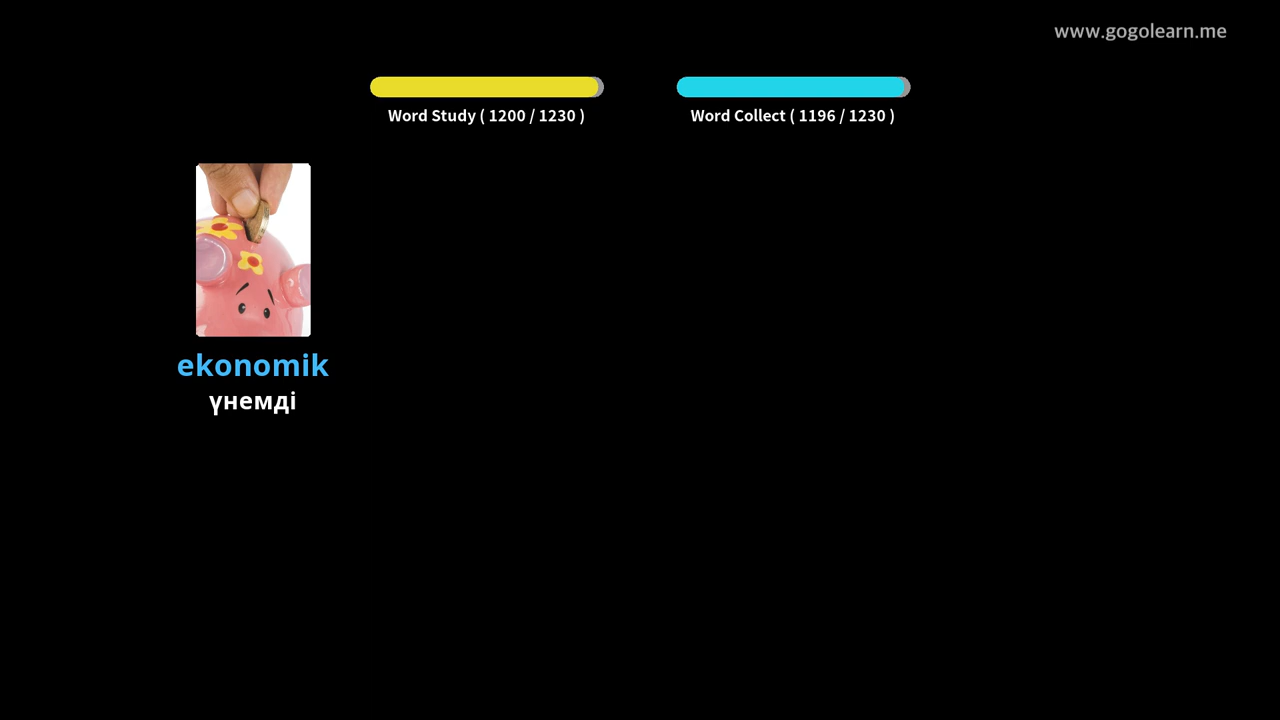 www.gogolearn.me
Word Study ( 1200 / 1230 )
Word Collect ( 1196 / 1230 )
ekonomik
үнемді